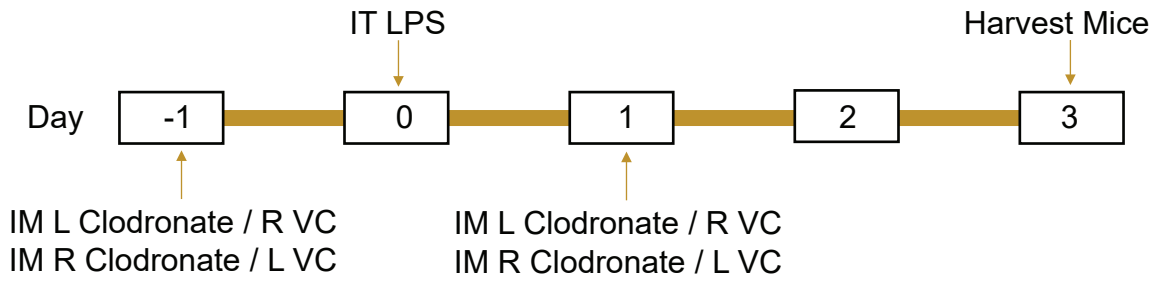 IT LPS
Harvest Mice
Day
-1
0
1
2
3
IM L Clodronate / R VC
IM R Clodronate / L VC
IM L Clodronate / R VC
IM R Clodronate / L VC